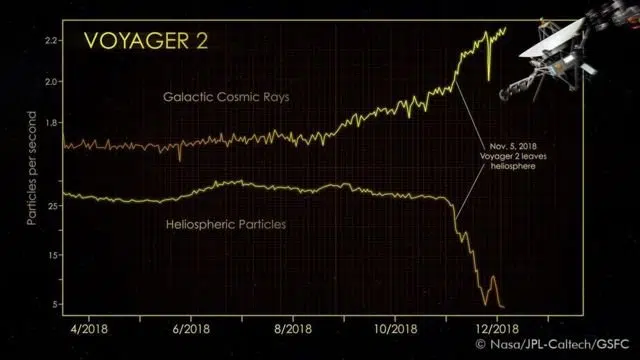 VOYAGER 2
2.2
2.0
1.8
Galactic Cosmic Rays
Nov. 5, 2018
Voyager 2 leaves
heliosphere
Particles per second
Heliospheric Particles
25
15
5
4/2018
6/2018
8/2018
10/2018
12/2018
© Nasa/JPL-Caltech/GSFC